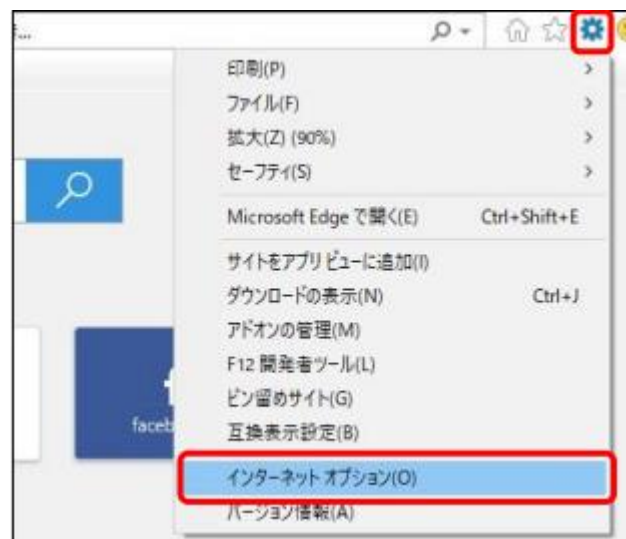 ...
印刷(P)
ファイル(F)
拡大(Z) (90%)
セーフティ(S)
Microsoft Edge で開く(E) Ctrl+Shift+E
サイトをアプリ ビューに追加(I)
ダウンロードの表示(N) Ctrl+J
アドオンの管理(M)
F12 開発者ツール(L)
ピン留めサイト(G)
互換表示設定(B)
faceb
インターネット オプション(O)
バージョン情報(A)